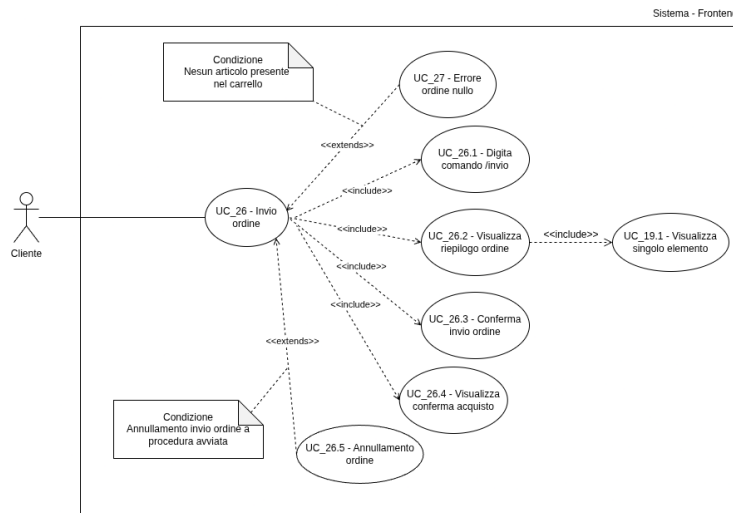 Sistema - Frontend
Condizione
Nesun articolo presente
nel carrello
UC_27 - Errore
ordine nullo
<<extends>>
UC_26.1 - Digita
comando /invio
<<include>>
UC_26 - Invio
ordine
<<include>>
UC_26.2 - Visualizza
riepilogo ordine
<<include>>
UC_19.1 - Visualizza
singolo elemento
Cliente
<<include>>
UC_26.3 - Conferma
invio ordine
<<include>>
<<extends>>
UC_26.4 - Visualizza
conferma acquisto
Condizione
Annullamento invio ordine a
procedura avviata
UC_26.5 - Annullamento
ordine